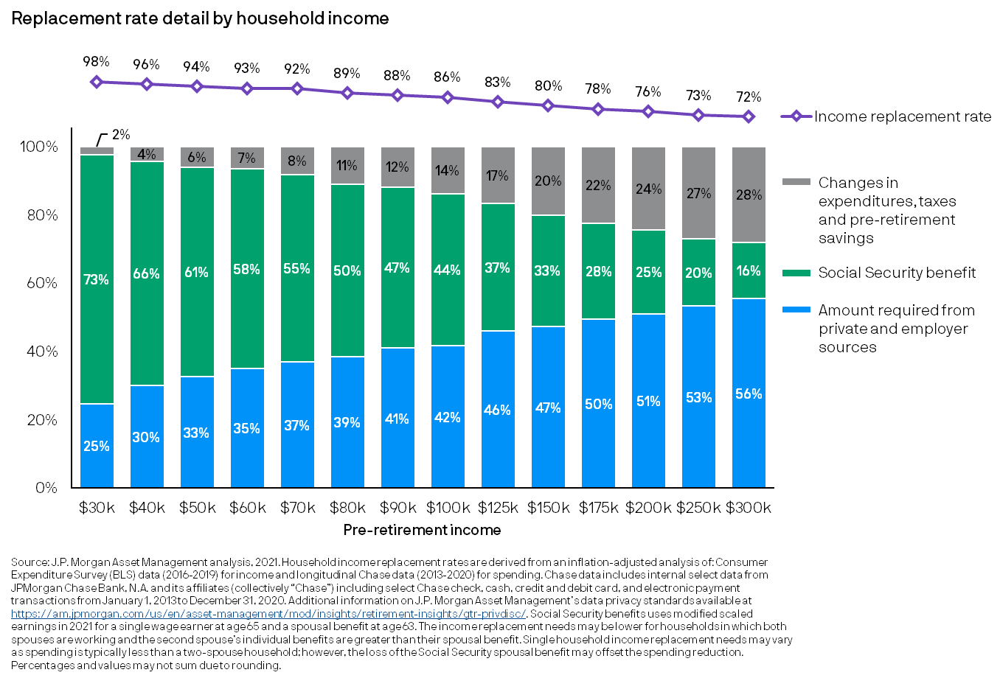 Replacement rate detail by household income
98% 96% 94% 93% 92% 89% 88% 86% 83% 80% 78% 76% 73% 72%
Income replacement rate
100%
80%
60%
40%
20%
0%
2% 4% 6% 7% 8% 11% 12% 14% 17% 20% 22% 24% 27% 28%
73% 66% 61% 58% 55% 50% 47% 44% 37% 33% 28% 25% 20% 16%
25% 30% 33% 35% 37% 39% 41% 42% 46% 47% 50% 51% 53% 56%
Changes in
expenditures, taxes
and pre-retirement
savings
Social Security benefit
Amount required from
private and employer
sources
$30k $40k $50k $60k $70k $80k $90k $100k $125k $150k $175k $200k $250k $300k
Pre-retirement income
Source: J.P. Morgan Asset Management analysis, 2021. Household income replacement rates are derived from an inflation-adjusted analysis of: Consumer
Expenditure Survey (BLS) data (2016-2019) for income and longitudinal Chase data (2013-2020) for spending. Chase data includes internal select data from
JPMorgan Chase Bank, N.A. and its affiliates (collectively “Chase”) including select Chase check, cash, credit and debit card, and electronic payment
transactions from January 1, 2013 to December 31, 2020. Additional information on J.P. Morgan Asset Management's data privacy standards available at
https://am.jpmorgan.com/us/en/asset-management/mod/insights/retirement-insights/gtr-privdisc/. Social Security benefits uses modified scaled
earnings in 2021 for a single wage earner at age 65 and a spousal benefit at age 63. The income replacement needs may be lower for households in which both
spouses are working and the second spouse's individual benefits are greater than their spousal benefit. Single household income replacement needs may vary
as spending is typically less than a two-spouse household; however, the loss of the Social Security spousal benefit may offset the spending reduction.
Percentages and values may not sum due to rounding.